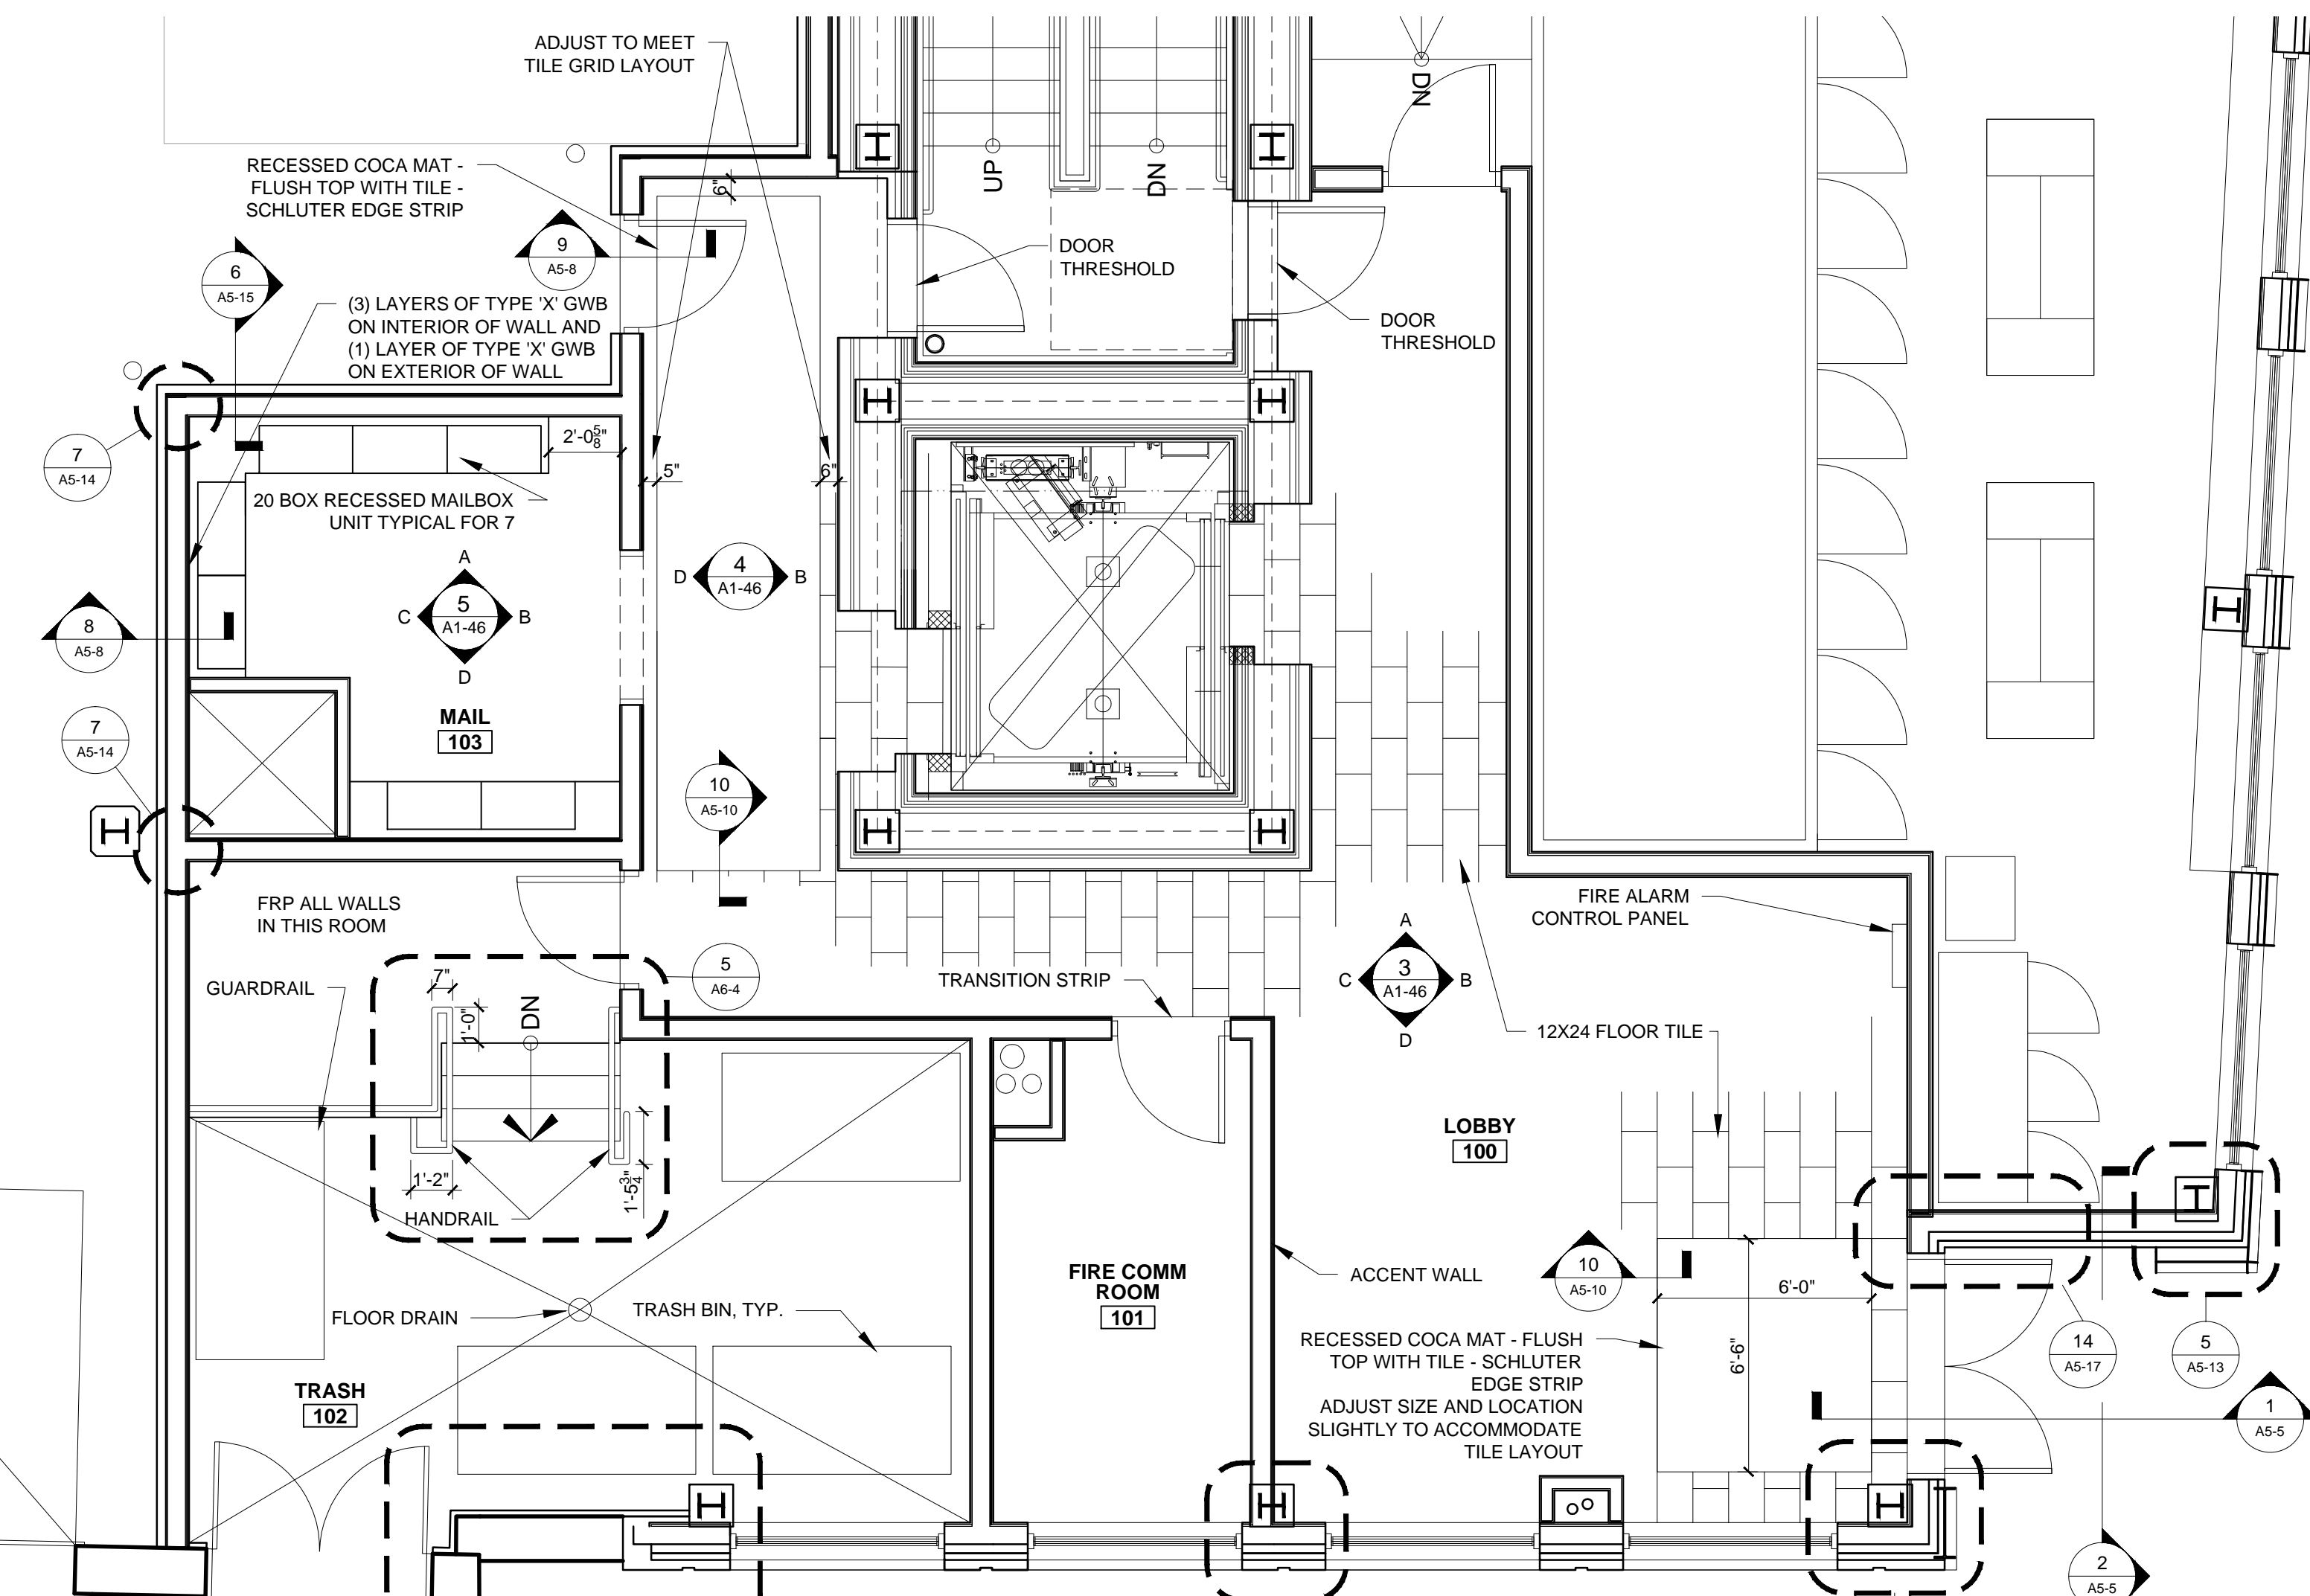 ADJUST TO MEET
TILE GRID LAYOUT
DN
RECESSED COCA MAT -
FLUSH TOP WITH TILE -
SCHLUTER EDGE STRIP
6"
UP
DN
9
A5-8
DOOR
THRESHOLD
6
A5-15
(3) LAYERS OF TYPE 'X' GWB
ON INTERIOR OF WALL AND
(1) LAYER OF TYPE 'X' GWB
ON EXTERIOR OF WALL
DOOR
THRESHOLD
7
A5-14
2'-0⅝"
5"
6"
20 BOX RECESSED MAILBOX
UNIT TYPICAL FOR 7
A
C
5
A1-46
B
D
D
4
A1-46
B
8
A5-8
MAIL
103
7
A5-14
10
A5-10
FRP ALL WALLS
IN THIS ROOM
FIRE ALARM
CONTROL PANEL
A
C
3
A1-46
B
D
5
A6-4
TRANSITION STRIP
GUARDRAIL
7"
1'-0"
DN
12X24 FLOOR TILE
LOBBY
100
1'-2"
1'-5¾"
HANDRAIL
FIRE COMM
ROOM
101
ACCENT WALL
10
A5-10
6'-0"
6'-6"
FLOOR DRAIN
TRASH BIN, TYP.
RECESSED COCA MAT - FLUSH
TOP WITH TILE - SCHLUTER
EDGE STRIP
ADJUST SIZE AND LOCATION
SLIGHTLY TO ACCOMMODATE
TILE LAYOUT
14
A5-17
5
A5-13
TRASH
102
1
A5-5
2
A5-5